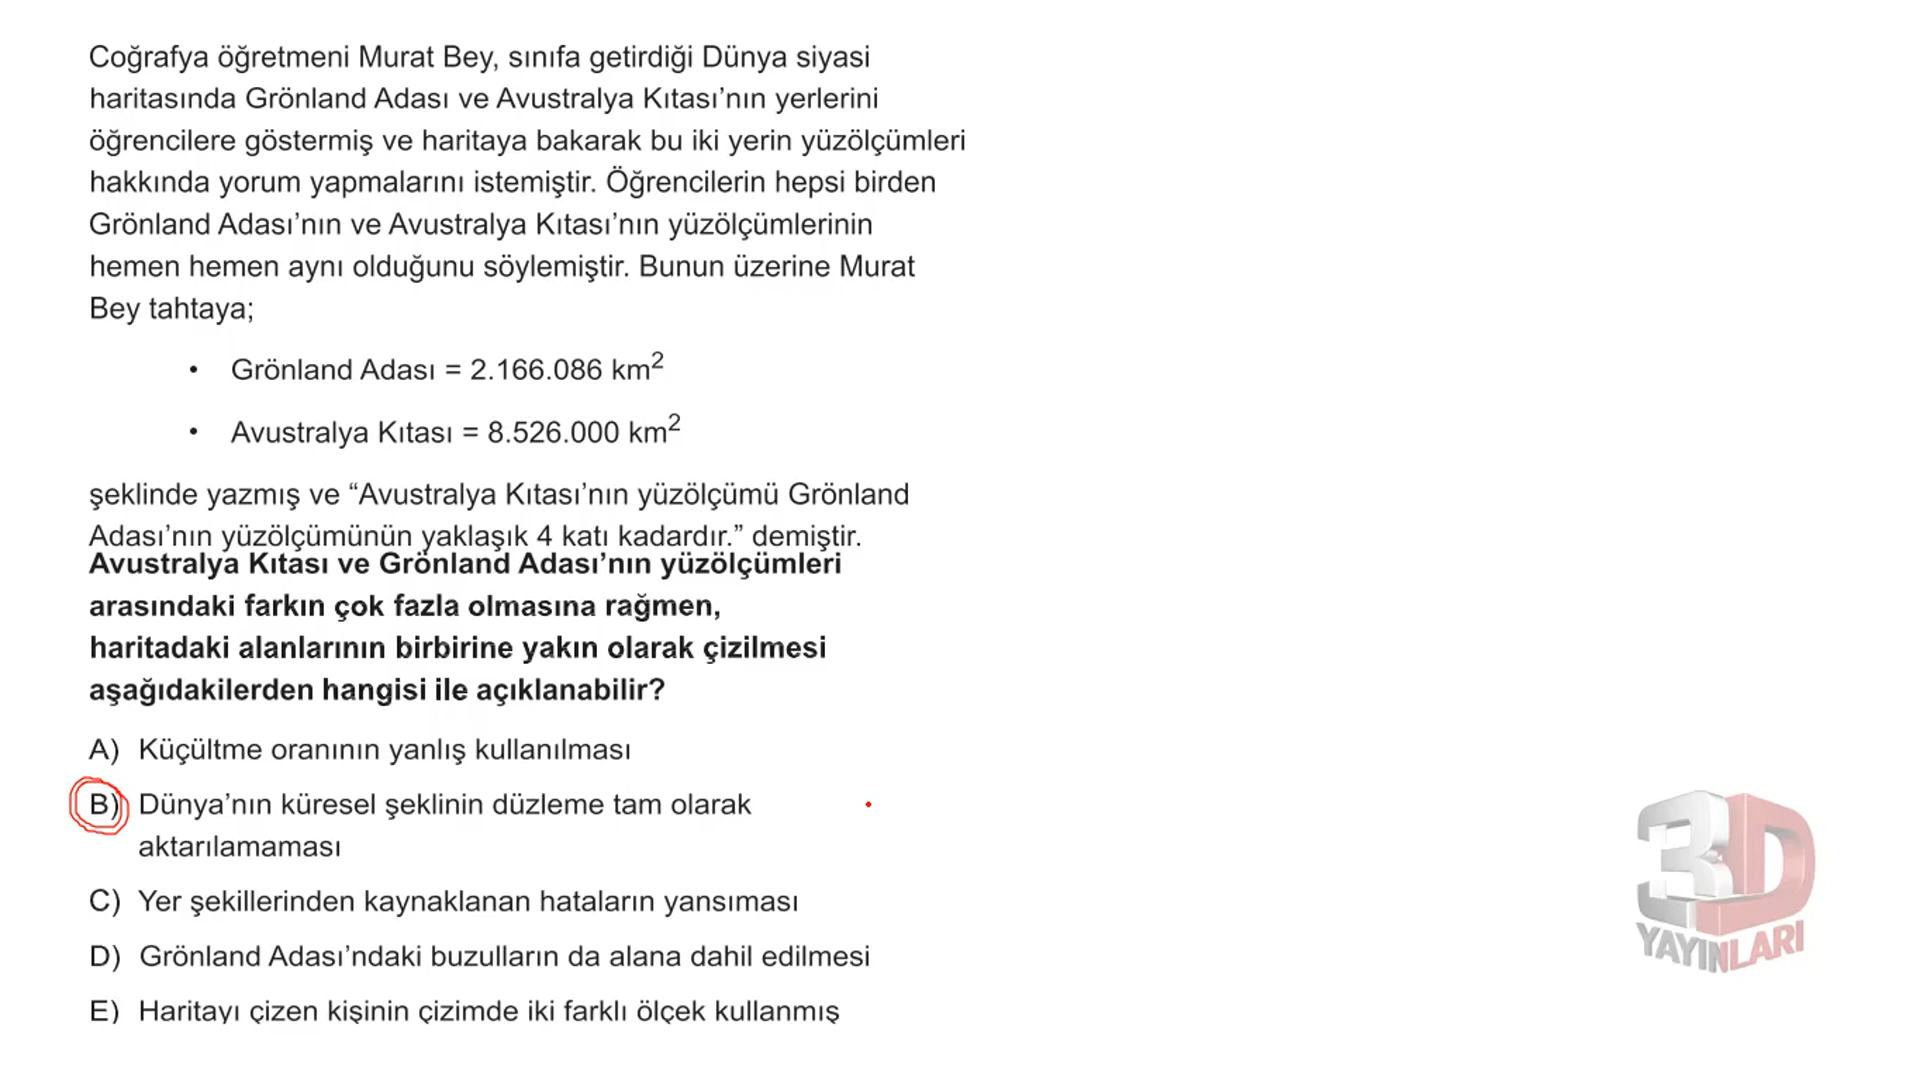 Coğrafya öğretmeni Murat Bey, sınıfa getirdiği Dünya siyasi
haritasında Grönland Adası ve Avustralya Kıtası’nın yerlerini
öğrencilere göstermiş ve haritaya bakarak bu iki yerin yüzölçümleri
hakkında yorum yapmalarını istemiştir. Öğrencilerin hepsi birden
Grönland Adası’nın ve Avustralya Kıtası’nın yüzölçümlerinin
hemen hemen aynı olduğunu söylemiştir. Bunun üzerine Murat
Bey tahtaya;
• Grönland Adası = 2.166.086 km²
• Avustralya Kıtası = 8.526.000 km²
şeklinde yazmış ve “Avustralya Kıtası’nın yüzölçümü Grönland
Adası’nın yüzölçümünün yaklaşık 4 katı kadardır.” demiştir.
Avustralya Kıtası ve Grönland Adası’nın yüzölçümleri
arasındaki farkın çok fazla olmasına rağmen,
haritadaki alanlarının birbirine yakın olarak çizilmesi
aşağıdakilerden hangisi ile açıklanabilir?
A) Küçültme oranının yanlış kullanılması
B) Dünya’nın küresel şeklinin düzleme tam olarak
aktarılamaması
C) Yer şekillerinden kaynaklanan hataların yansıması
D) Grönland Adası’ndaki buzulların da alana dahil edilmesi
E) Haritayı çizen kişinin çizimde iki farklı ölçek kullanmış
3D
YAYINLARI